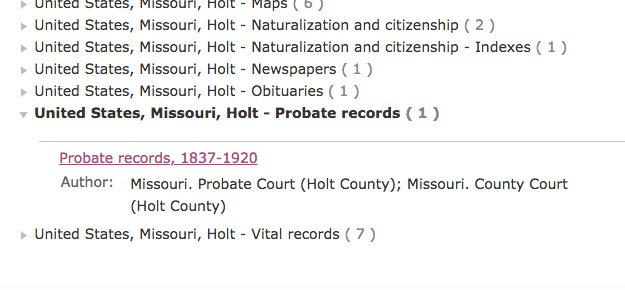 United States, Missouri, Holt - Maps ( 6 )
United States, Missouri, Holt - Naturalization and citizenship ( 2 )
United States, Missouri, Holt - Naturalization and citizenship - Indexes ( 1 )
United States, Missouri, Holt - Newspapers ( 1 )
United States, Missouri, Holt - Obituaries ( 1 )
United States, Missouri, Holt - Probate records ( 1 )
Probate records, 1837-1920
Author: Missouri. Probate Court (Holt County); Missouri. County Court
(Holt County)
United States, Missouri, Holt - Vital records ( 7 )